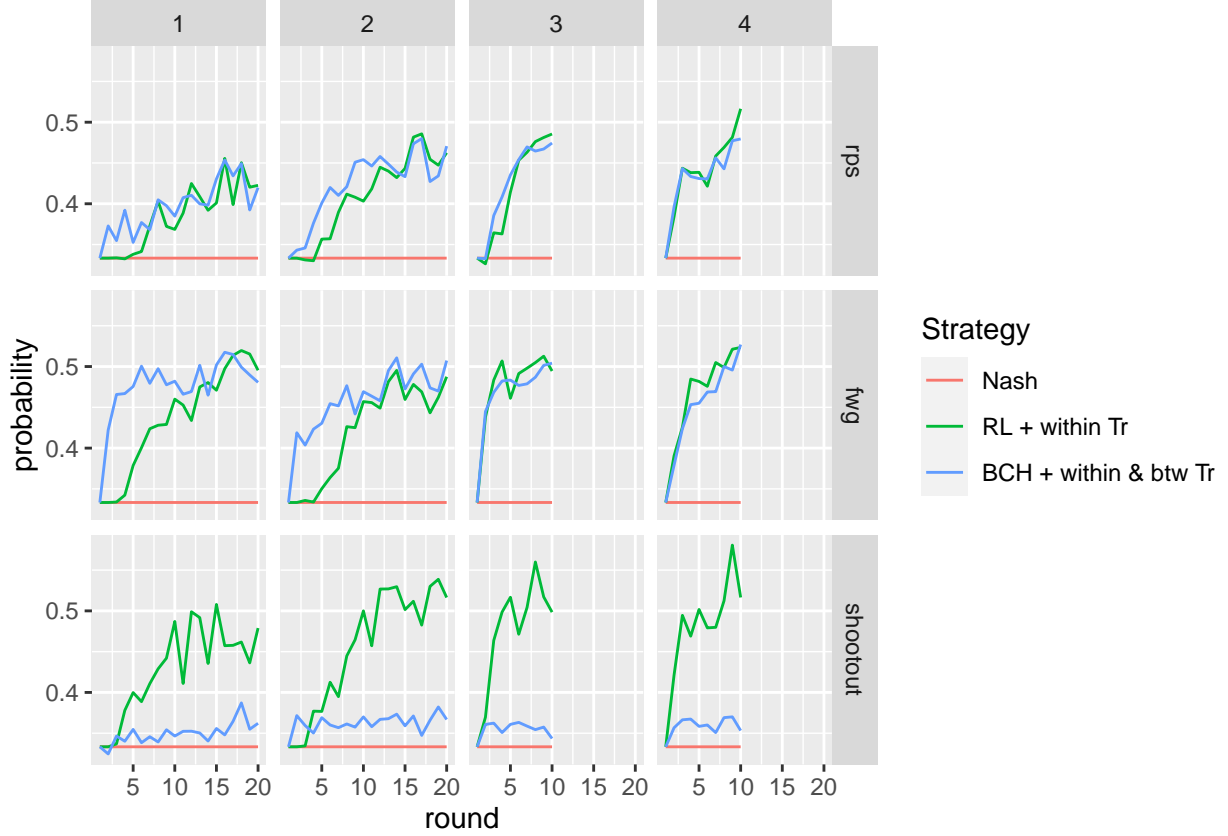 1 2 3 4
0.5
0.4
rps
0.5
0.4
fwg
0.5
0.4
shootout
5 10 15 20 5 10 15 20 5 10 15 20 5 10 15 20
round
probability
Strategy
Nash
RL + within Tr
BCH + within & btw Tr